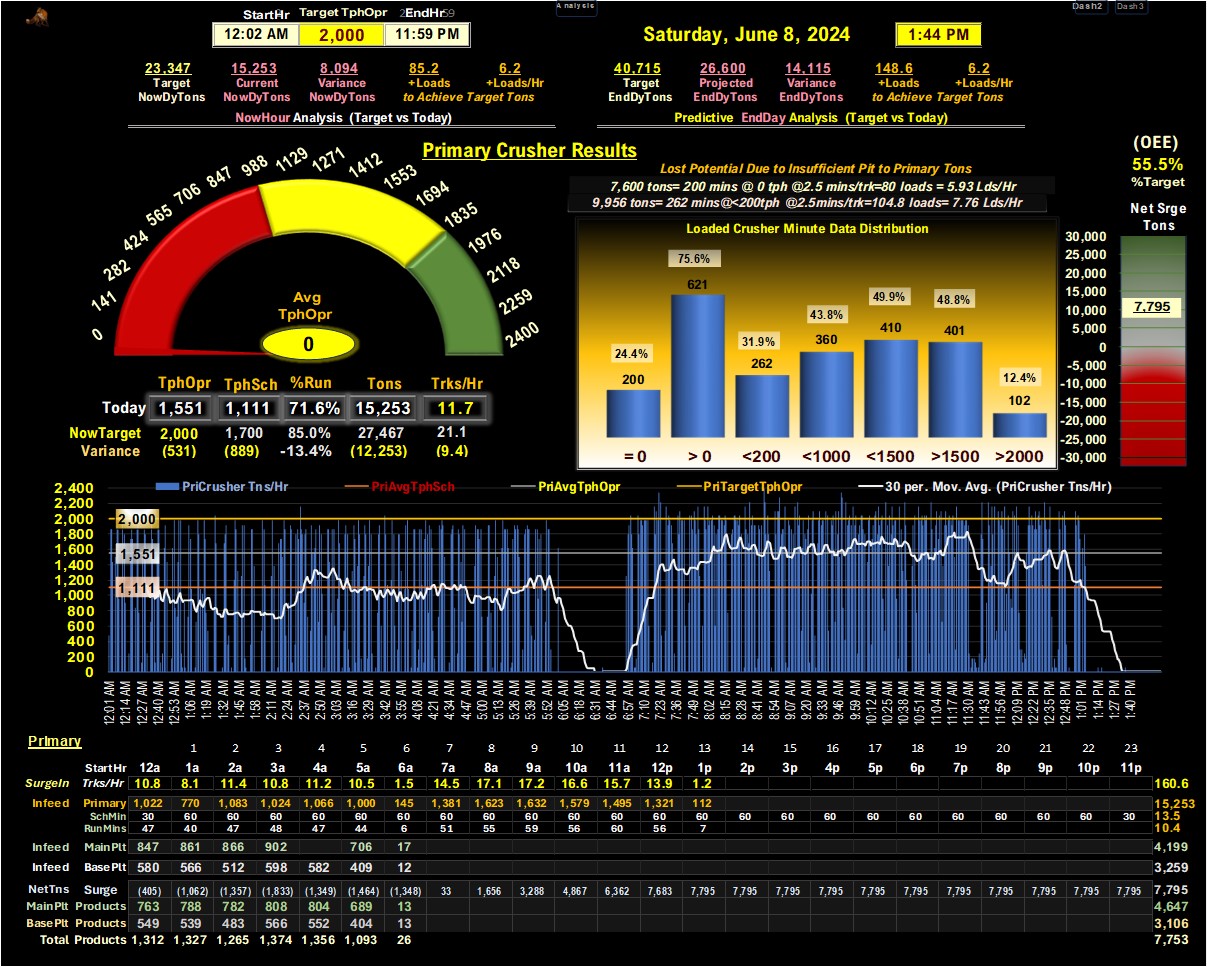 Analysis Dash2 Dash3
StartHr Target TphOpr EndHr
12:02 AM 2,000 11:59 PM Saturday, June 8, 2024 1:44 PM
23,347 15,253 8,094 85.2 6.2 40,715 26,600 14,115 148.6 6.2
Target Current Variance +Loads +Loads/Hr Target Projected Variance +Loads +Loads/Hr
NowDyTons NowDyTons NowDyTons to Achieve Target Tons EndDyTons EndDyTons EndDyTons to Achieve Target Tons
NowHour Analysis (Target vs Today) Predictive EndDay Analysis (Target vs Today)
Primary Crusher Results
(OEE)
55.5%
%Target
Lost Potential Due to Insufficient Pit to Primary Tons
7,600 tons= 200 mins @ 0 tph @2.5 mins/trk=80 loads = 5.93 Lds/Hr
9,956 tons= 262 mins@<200tph @2.5mins/trk=104.8 loads= 7.76 Lds/Hr
0 141 282 424 565 706 847 988 1129 1271 1412 1553 1694 1835 1976 2118 2259 2400
Avg
TphOpr
0
Loaded Crusher Minute Data Distribution
24.4% 75.6% 31.9% 43.8% 49.9% 48.8% 12.4%
200 621 262 360 410 401 102
=0 >0 <200 <1000 <1500 >1500 >2000
Net Srge
Tons
30,000
25,000
20,000
15,000
10,000
7,795
5,000
0
-5,000
-10,000
-15,000
-20,000
-25,000
-30,000
TphOpr TphSch %Run Tons Trks/Hr
Today 1,551 1,111 71.6% 15,253 11.7
NowTarget 2,000 1,700 85.0% 27,467 21.1
Variance (531) (889) -13.4% (12,253) (9.4)
PriCrusher Tns/Hr PriAvgTphSch PriAvgTphOpr PriTargetTphOpr 30 per. Mov. Avg. (PriCrusher Tns/Hr)
2,400
2,200
2,000
1,800
1,600
1,400
1,200
1,000
800
600
400
200
0
2,000
1,551
1,111
12:01 AM 12:14 AM 12:27 AM 12:40 AM 12:53 AM 1:06 AM 1:19 AM 1:32 AM 1:45 AM 1:58 AM 2:11 AM 2:24 AM 2:37 AM 2:50 AM 3:03 AM 3:16 AM 3:29 AM 3:42 AM 3:55 AM 4:08 AM 4:21 AM 4:34 AM 4:47 AM 5:00 AM 5:13 AM 5:26 AM 5:39 AM 5:52 AM 6:05 AM 6:18 AM 6:31 AM 6:44 AM 6:57 AM 7:10 AM 7:23 AM 7:36 AM 7:49 AM 8:02 AM 8:15 AM 8:28 AM 8:41 AM 8:54 AM 9:07 AM 9:20 AM 9:33 AM 9:46 AM 9:59 AM 10:12 AM 10:25 AM 10:38 AM 10:51 AM 11:04 AM 11:17 AM 11:30 AM 11:43 AM 11:56 AM 12:09 PM 12:22 PM 12:35 PM 12:48 PM 1:01 PM 1:14 PM 1:27 PM 1:40 PM
Primary 1 2 3 4 5 6 7 8 9 10 11 12 13 14 15 16 17 18 19 20 21 22 23
StartHr 12a 1a 2a 3a 4a 5a 6a 7a 8a 9a 10a 11a 12p 1p 2p 3p 4p 5p 6p 7p 8p 9p 10p 11p
SurgeIn Trks/Hr 10.8 8.1 11.4 10.8 11.2 10.5 1.5 14.5 17.1 17.2 16.6 15.7 13.9 1.2 160.6
Infeed Primary 1,022 770 1,083 1,024 1,066 1,000 145 1,381 1,623 1,632 1,579 1,495 1,321 112 15,253
SchMin 30 60 60 60 60 60 60 60 60 60 60 60 60 60 60 60 60 60 60 60 60 60 60 30 13.5
RunMins 47 40 47 48 47 44 6 51 55 59 56 60 56 7 10.4
Infeed MainPlt 847 861 866 902 706 17 4,199
Infeed BasePlt 580 566 512 598 582 409 12 3,259
NetTns Surge (405) (1,062) (1,357) (1,833) (1,349) (1,464) (1,348) 33 1,656 3,288 4,867 6,362 7,683 7,795 7,795 7,795 7,795 7,795 7,795 7,795 7,795 7,795 7,795 7,795 7,795
MainPlt Products 763 788 782 808 804 689 13 4,647
BasePlt Products 549 539 483 566 552 404 13 3,106
Total Products 1,312 1,327 1,265 1,374 1,356 1,093 26 7,753